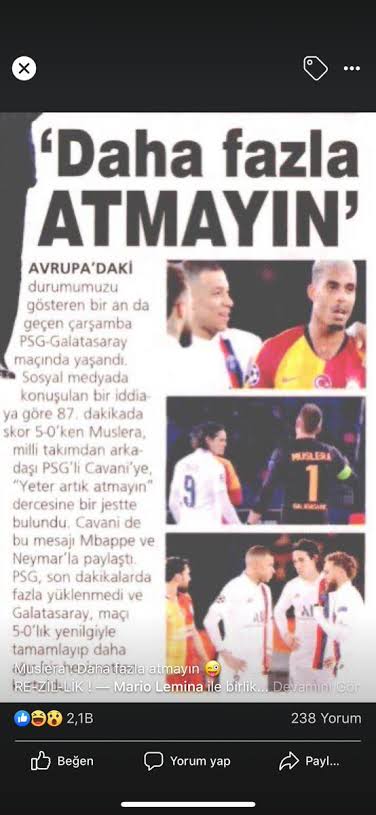 'Daha fazla
ATMAYIN'
AVRUPA'DAKİ
durumumuzu
gösteren bir an da
geçen çarşamba
PSG-Galatasaray
maçında yaşandı.
Sosyal medyada
konuşulan bir iddia-
ya göre 87. dakikada
skor 5-0'ken Muslera,
milli takımdan arka-
daşı PSG'li Cavani'ye,
"Yeter artık atmayın"
dercesine bir jestte
bulundu. Cavani de
bu mesajı Mbappe ve
Neymar'la paylaştı.
PSG, son dakikalarda
fazla yüklenmedi ve
Galatasaray, maçı
5-0'lık yenilgiyle
tamamlayıp daha
9
MUSLERA
1
GALATASARAY
Muslera : Daha fazla atmayın 😜
RE-ZİL-LİK ! — Mario Lemina ile birlik... Devamını Gör
2,1B
238 Yorum
Beğen
Yorum yap
Payl...